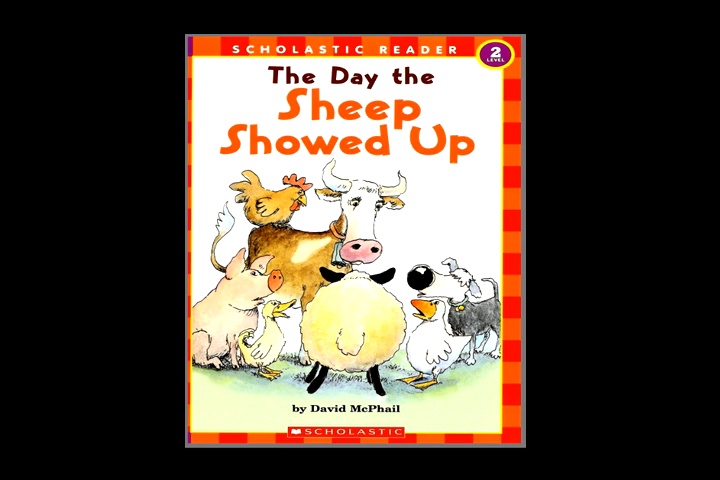 SCHOLASTIC READER
2
LEVEL
The Day the
Sheep
Showed Up
by David McPhail
SCHOLASTIC